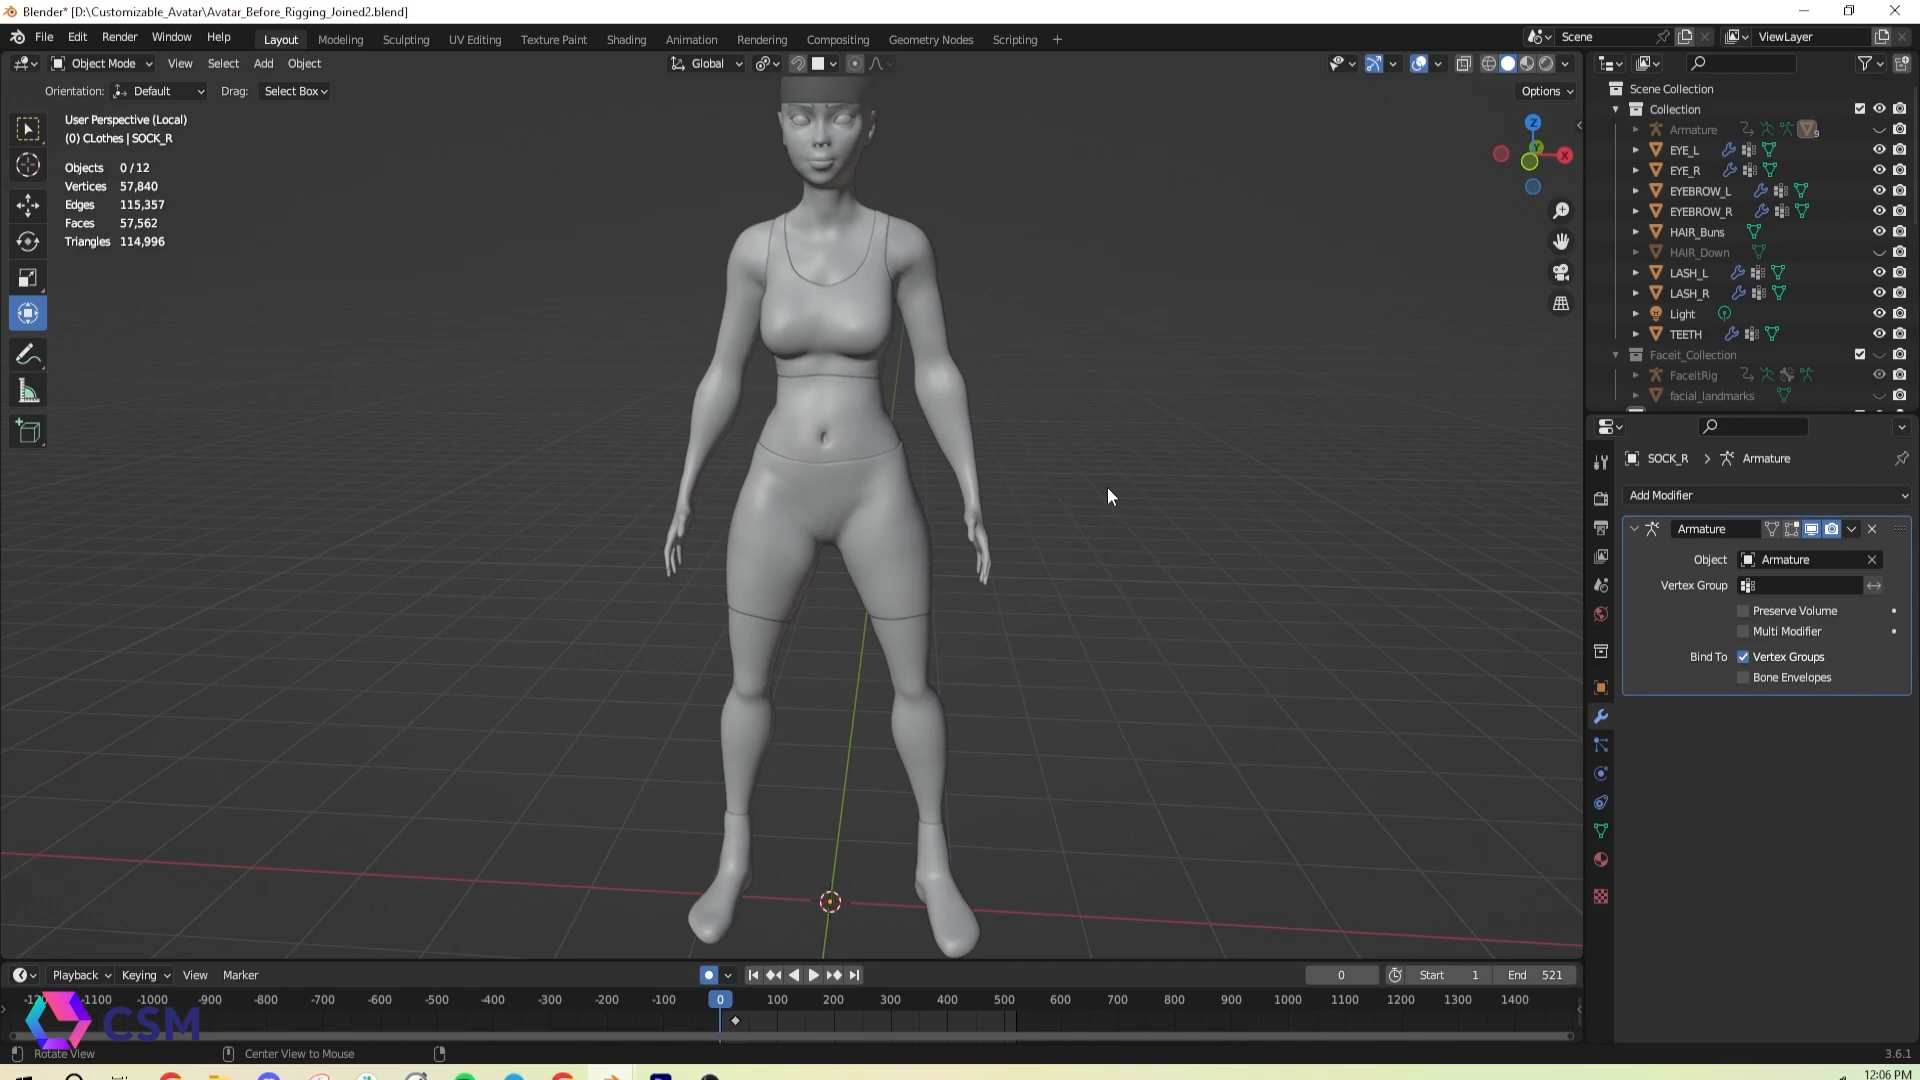 Blender* [D:\Customizable_Avatar\Avatar_Before_Rigging_Joined2.blend]
File Edit Render Window Help Layout Modeling Sculpting UV Editing Texture Paint Shading Animation Rendering Compositing Geometry Nodes Scripting + Scene ViewLayer
Object Mode View Select Add Object Global
Orientation: Default Drag: Select Box Options
User Perspective (Local)
(0) CLothes | SOCK_R
Objects 0 / 12
Vertices 57,840
Edges 115,357
Faces 57,562
Triangles 114,996
Z
Y
X
Scene Collection
Collection
Armature 9
EYE_L
EYE_R
EYEBROW_L
EYEBROW_R
HAIR_Buns
HAIR_Down
LASH_L
LASH_R
Light
TEETH
Faceit_Collection
FaceitRig
facial_landmarks
SOCK_R > Armature
Add Modifier
Armature
Object Armature
Vertex Group
Preserve Volume
Multi Modifier
Bind To Vertex Groups
Bone Envelopes
Playback Keying View Marker 0 Start 1 End 521
-1100 -1000 -900 -800 -700 -600 -500 -400 -300 -200 -100 0 100 200 300 400 500 600 700 800 900 1000 1100 1200 1300 1400
CSM
Rotate View Center View to Mouse 3.6.1
12:06 PM